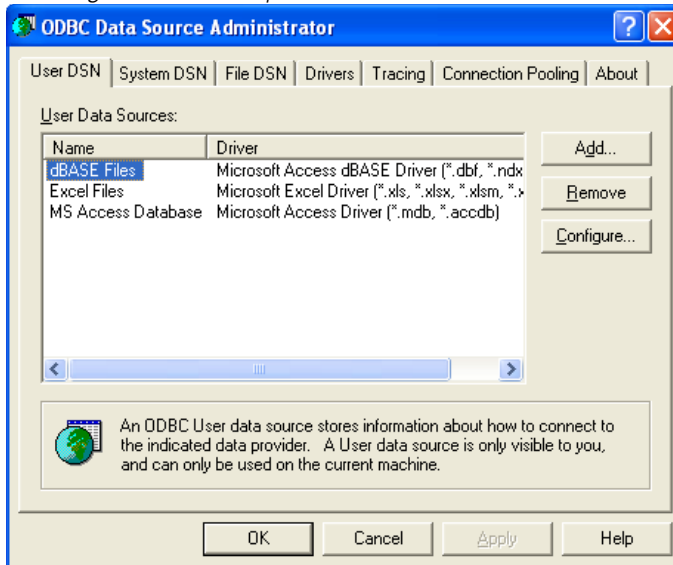 ODBC Data Source Administrator
User DSN System DSN File DSN Drivers Tracing Connection Pooling About
User Data Sources:
Name Driver
dBASE Files Microsoft Access dBASE Driver (*.dbf, *.ndx
Excel Files Microsoft Excel Driver (*.xls, *.xlsx, *.xlsm, *.x
MS Access Database Microsoft Access Driver (*.mdb, *.accdb)
Add...
Remove
Configure...
An ODBC User data source stores information about how to connect to
the indicated data provider. A User data source is only visible to you,
and can only be used on the current machine.
OK Cancel Apply Help